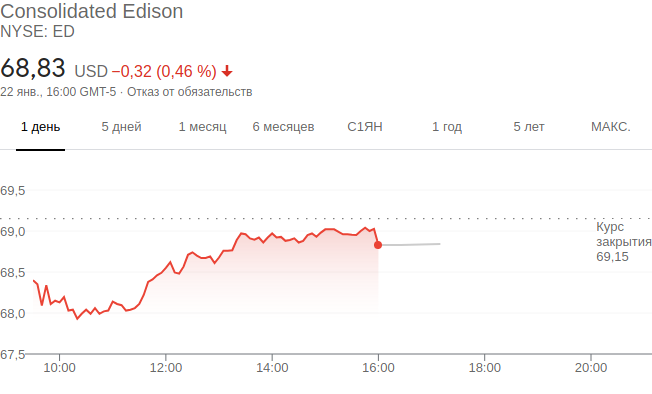 Consolidated Edison
NYSE: ED
68,83 USD −0,32 (0,46 %)
22 янв., 16:00 GMT-5 · Отказ от обязательств
1 день 5 дней 1 месяц 6 месяцев С1ЯН 1 год 5 лет МАКС.
69,5
69,0
68,5
68,0
67,5
Курс
закрытия
69,15
10:00 12:00 14:00 16:00 18:00 20:00